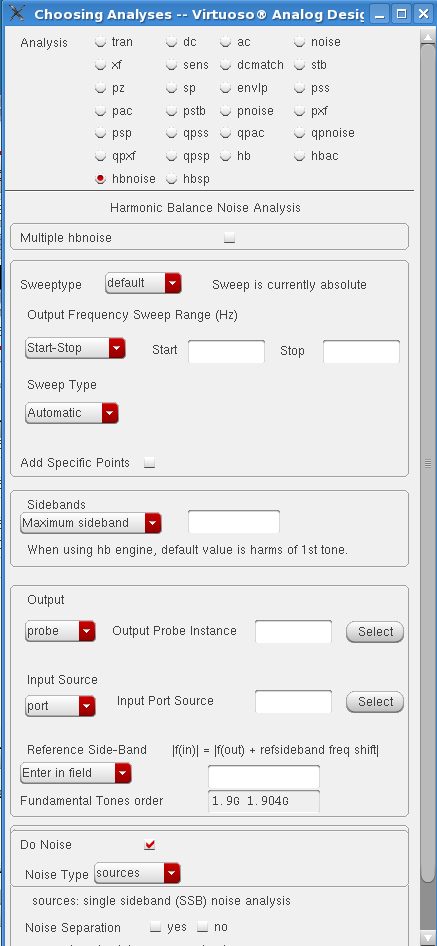 Choosing Analyses -- Virtuoso® Analog Desig
Analysis tran dc ac noise
xf sens dcmatch stb
pz sp envlp pss
pac pstb pnoise pxf
psp qpss qpac qpnoise
qpxf qpsp hb hbac
hbnoise hbsp
Harmonic Balance Noise Analysis
Multiple hbnoise
Sweeptype default Sweep is currently absolute
Output Frequency Sweep Range (Hz)
Start-Stop Start Stop
Sweep Type
Automatic
Add Specific Points
Sidebands
Maximum sideband
When using hb engine, default value is harms of 1st tone.
Output
probe Output Probe Instance Select
Input Source
port Input Port Source Select
Reference Side-Band |f(in)| = |f(out) + refsideband freq shift|
Enter in field
Fundamental Tones order 1.9G 1.904G
Do Noise
Noise Type sources
sources: single sideband (SSB) noise analysis
Noise Separation yes no